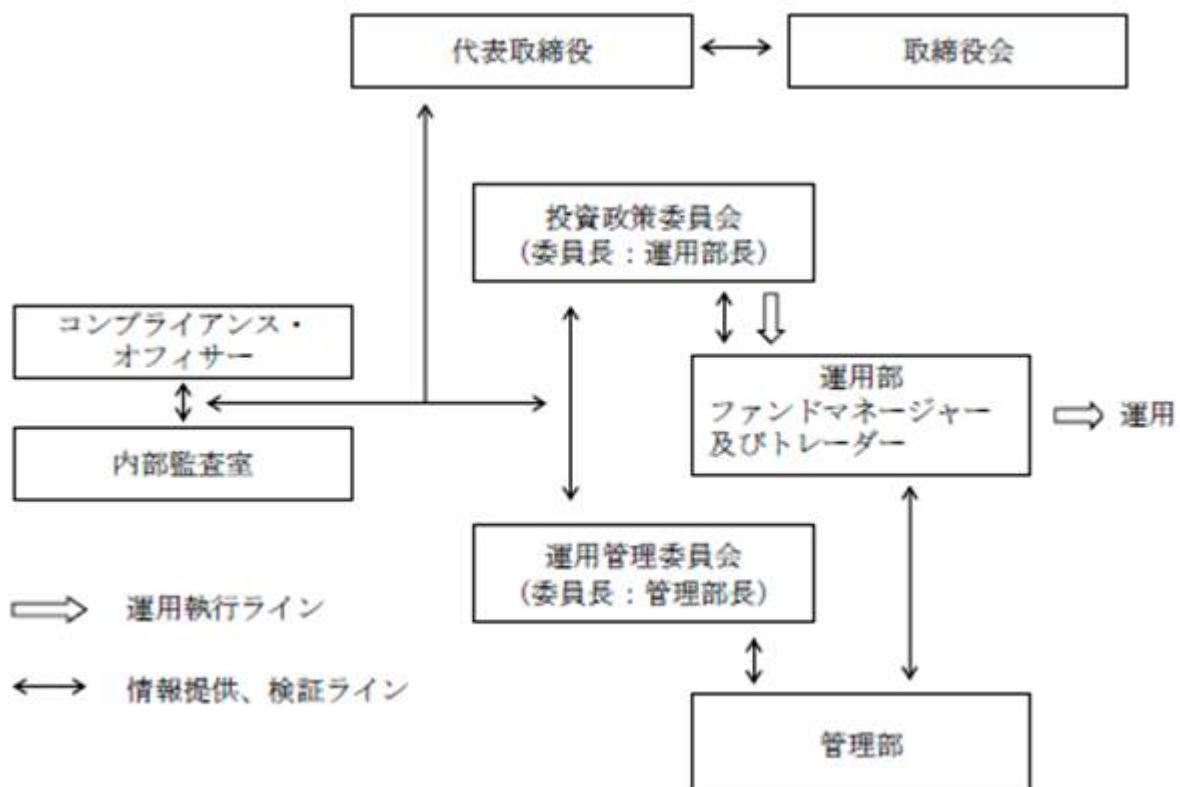 代表取締役
取締役会
投資政策委員会
(委員長：運用部長)
コンプライアンス・
オフィサー
運用部
ファンドマネージャー
及びトレーダー
運用
内部監査室
運用管理委員会
(委員長：管理部長)
運用執行ライン
情報提供、検証ライン
管理部